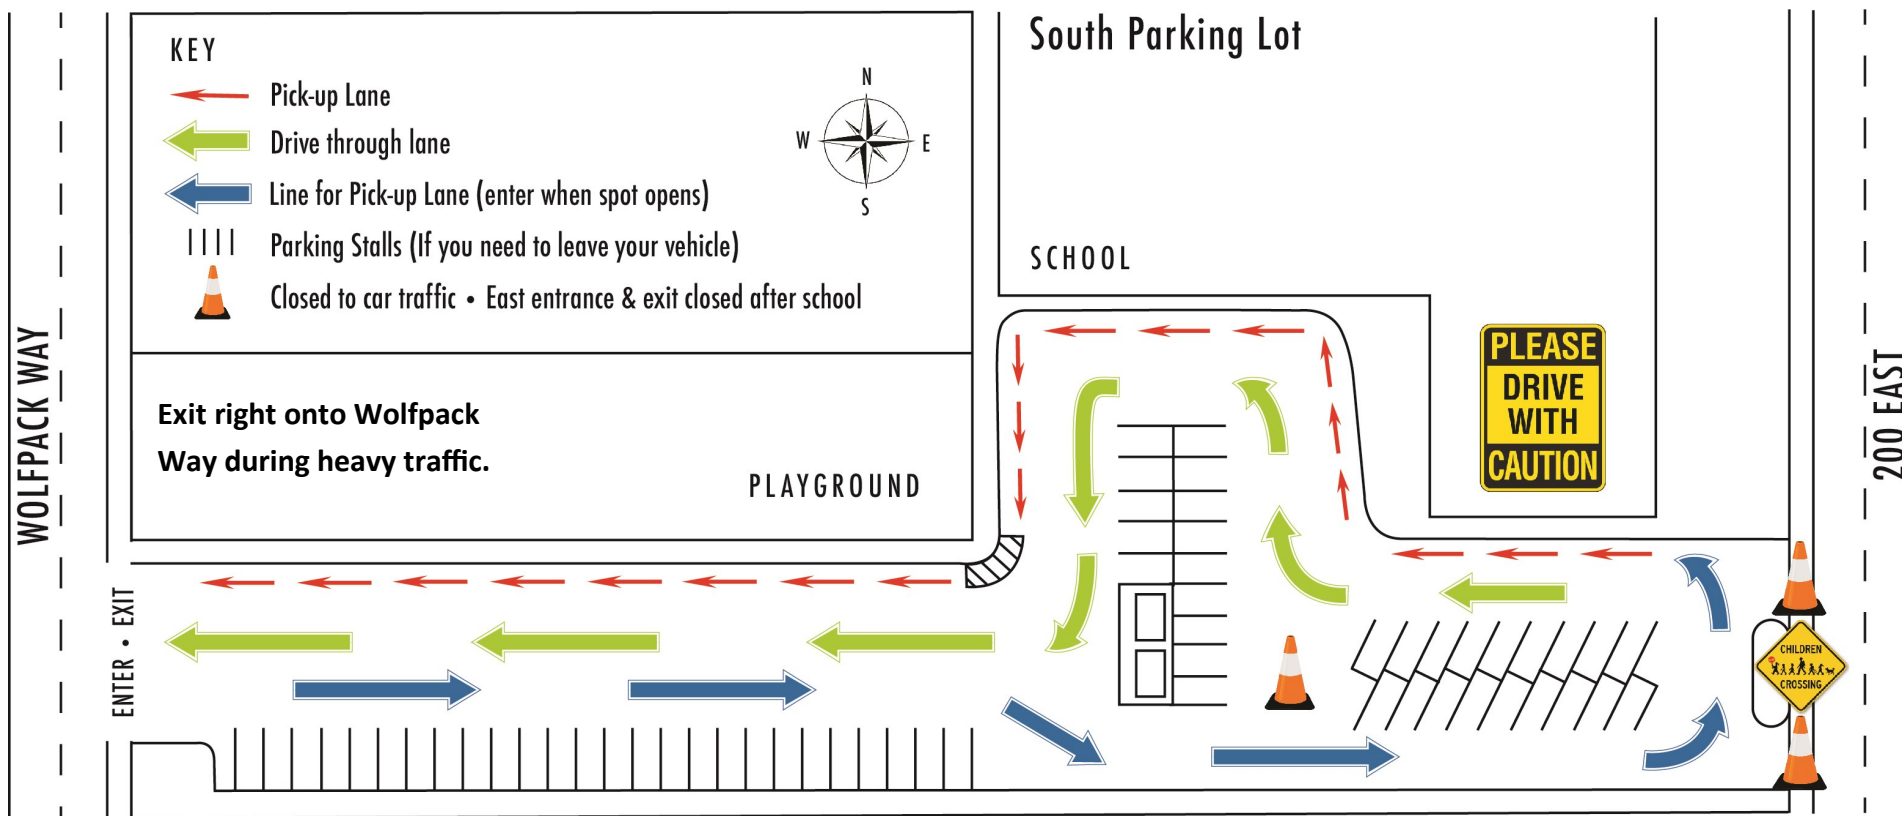 South Parking Lot
KEY
Pick-up Lane
Drive through lane
Line for Pick-up Lane (enter when spot opens)
Parking Stalls (If you need to leave your vehicle)
Closed to car traffic • East entrance & exit closed after school
N
W
E
S
SCHOOL
PLEASE
DRIVE
WITH
CAUTION
WOLFPACK WAY
200 EAST
Exit right onto Wolfpack
Way during heavy traffic.
PLAYGROUND
ENTER • EXIT
CHILDREN
CROSSING